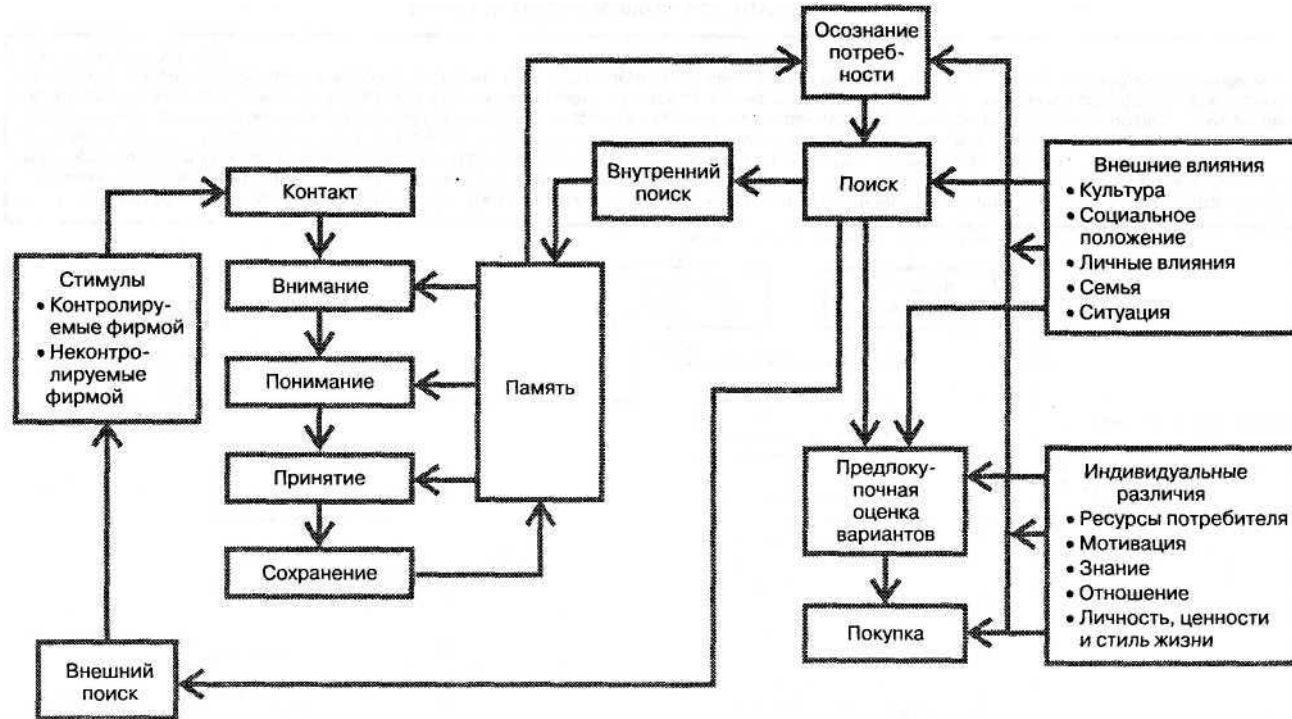 Осознание
потреб-
ности
Внутренний
поиск
Поиск
Внешние влияния
• Культура
• Социальное
положение
• Личные влияния
• Семья
• Ситуация
Контакт
Внимание
Понимание
Принятие
Сохранение
Стимулы
• Контролиру-
емые фирмой
• Неконтро-
лируемые
фирмой
Память
Предпоку-
почная
оценка
вариантов
Индивидуальные
различия
• Ресурсы потребителя
• Мотивация
• Знание
• Отношение
• Личность, ценности
и стиль жизни
Покупка
Внешний
поиск